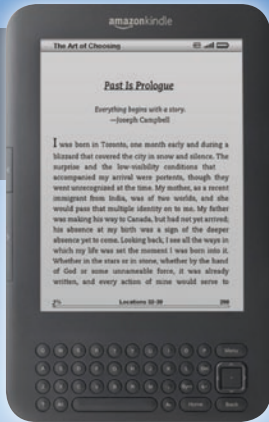 amazonkindle
The Art of Choosing
Past Is Prologue
Everything begins with a story.
—Joseph Campbell
I was born in Toronto, one month early and during a
blizzard that covered the city in snow and silence. The
surprise and the low-visibility conditions that
accompanied my arrival were portents, though they
went unrecognized at the time. My mother, as a recent
immigrant from India, was of two worlds, and she
would pass that multiple identity on to me. My father
was making his way to Canada, but had not yet arrived;
his absence at my birth was a sign of the deeper
absence yet to come. Looking back, I see all the ways in
which my life was set the moment I was born into it.
Whether in the stars or in stone, whether by the hand
of God or some unnameable force, it was already
written, and every action of mine would serve to
Locations 32-39
Menu
Home
Back